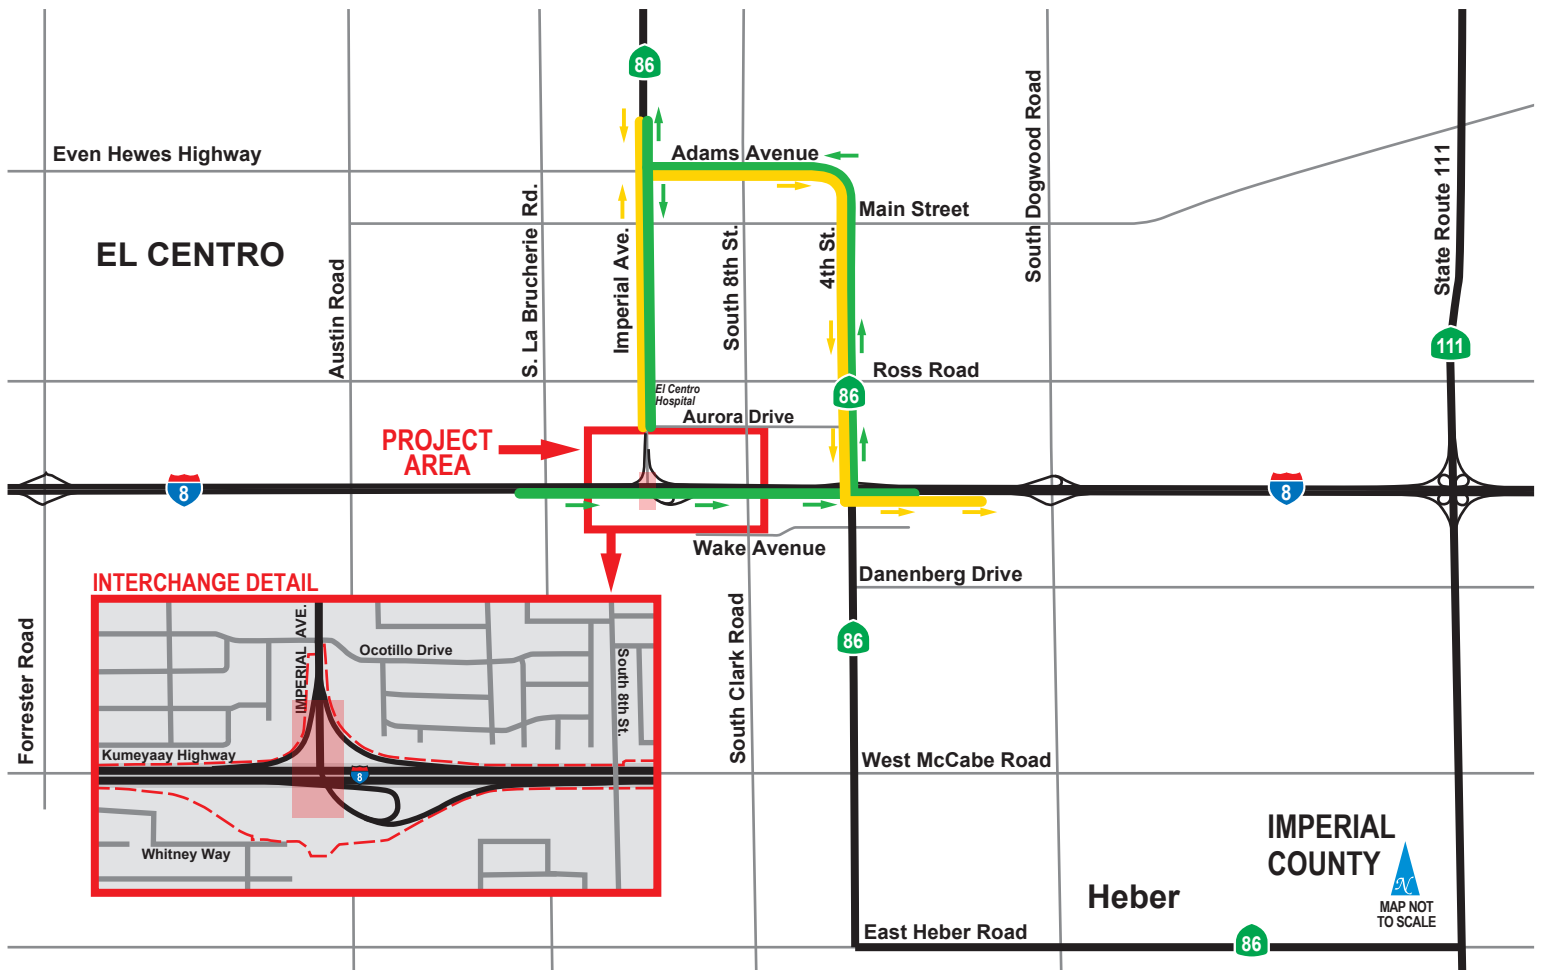 86
Even Hewes Highway
Adams Avenue
Main Street
EL CENTRO
Austin Road
S. La Brucherie Rd.
Imperial Ave.
South 8th St.
4th St.
South Dogwood Road
State Route 111
111
Ross Road
86
El Centro
Hospital
Aurora Drive
PROJECT
AREA
8
8
Wake Avenue
Danenberg Drive
INTERCHANGE DETAIL
86
Forrester Road
South Clark Road
IMPERIAL AVE.
Ocotillo Drive
South 8th St.
Kumeyaay Highway
8
Whitney Way
West McCabe Road
IMPERIAL
COUNTY
N
MAP NOT
TO SCALE
Heber
East Heber Road
86